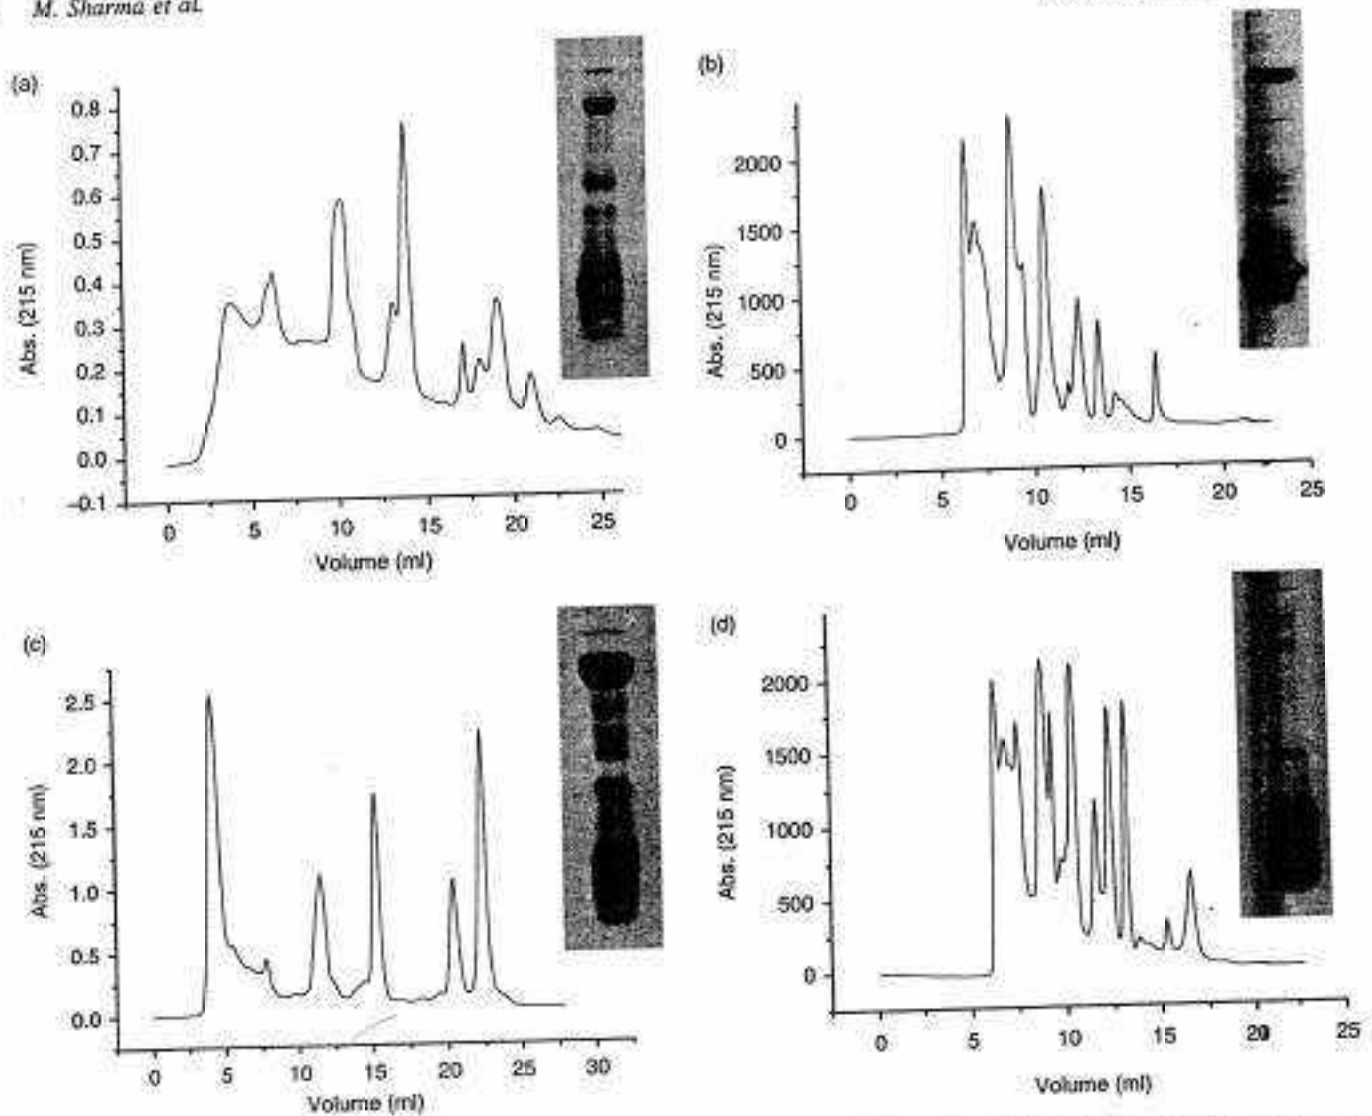 M. Sharma et al.
(a)
0.8
0.7
0.6
0.5
0.4
0.3
0.2
0.1
0.0
–0.1
Abs. (215 nm)
0 5 10 15 20 25
Volume (ml)
(b)
2000
1500
1000
500
0
Abs. (215 nm)
0 5 10 15 20 25
Volume (ml)
(c)
2.5
2.0
1.5
1.0
0.5
0.0
Abs. (215 nm)
0 5 10 15 20 25 30
Volume (ml)
(d)
2000
1500
1000
500
0
Abs. (215 nm)
0 5 10 15 20 25
Volume (ml)